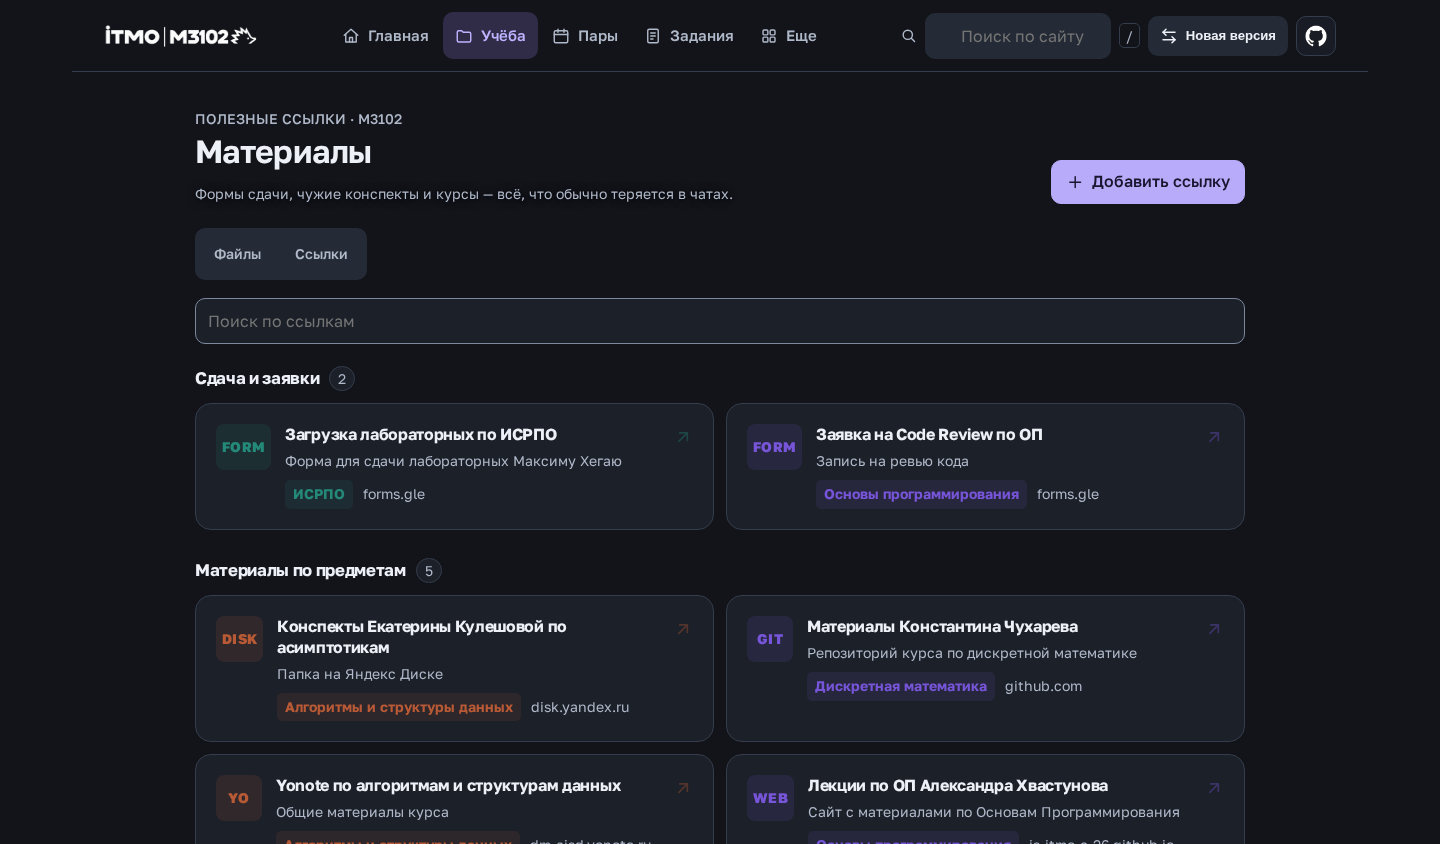 iTMO | M3102
Главная
Учёба
Пары
Задания
Еще
Поиск по сайту
/
Новая версия
ПОЛЕЗНЫЕ ССЫЛКИ · M3102
Материалы
Формы сдачи, чужие конспекты и курсы — всё, что обычно теряется в чатах.
+ Добавить ссылку
Файлы
Ссылки
Поиск по ссылкам
Сдача и заявки 2
FORM
Загрузка лабораторных по ИСРПО
Форма для сдачи лабораторных Максиму Хегаю
ИСРПО forms.gle
FORM
Заявка на Code Review по ОП
Запись на ревью кода
Основы программирования forms.gle
Материалы по предметам 5
DISK
Конспекты Екатерины Кулешовой по
асимптотикам
Папка на Яндекс Диске
Алгоритмы и структуры данных disk.yandex.ru
GIT
Материалы Константина Чухарева
Репозиторий курса по дискретной математике
Дискретная математика github.com
YO
Yonote по алгоритмам и структурам данных
Общие материалы курса
Алгоритмы и структуры данных
WEB
Лекции по ОП Александра Хвастунова
Сайт с материалами по Основам Программирования
Основы программирования